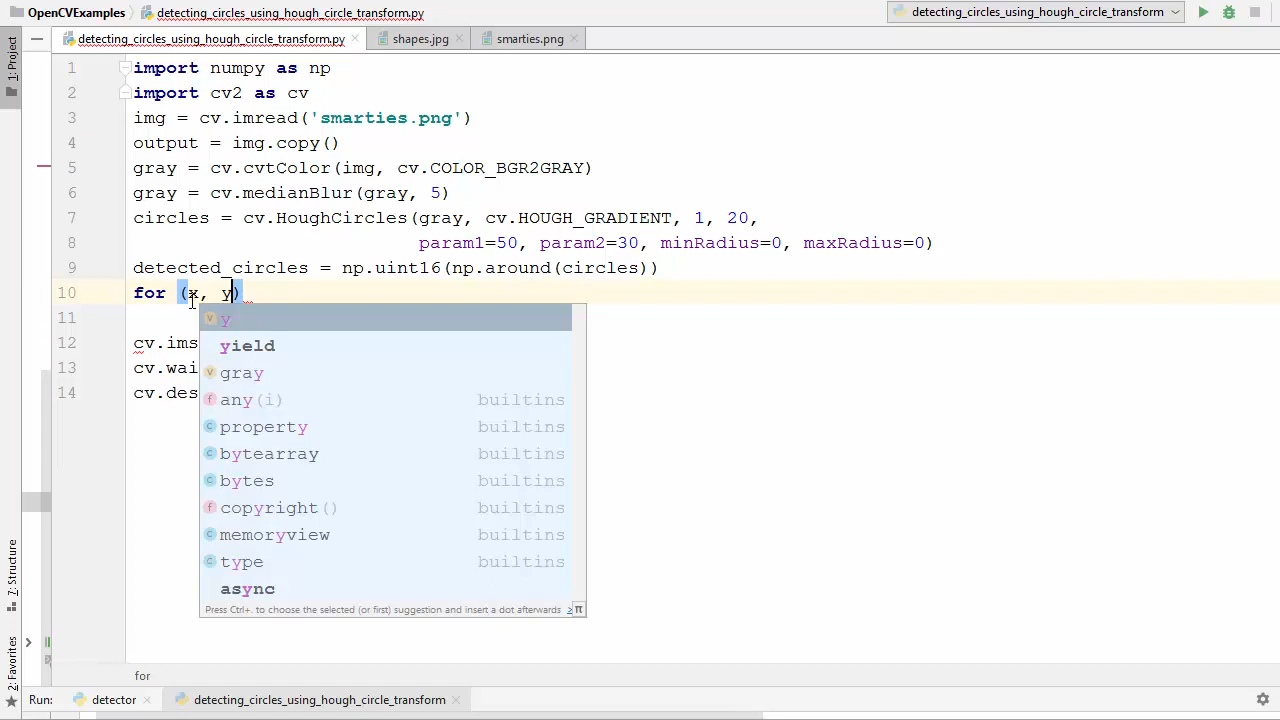 OpenCVExamples
detecting_circles_using_hough_circle_transform.py
detecting_circles_using_hough_circle_transform
detecting_circles_using_hough_circle_transform.py
shapes.jpg
smarties.png
1: Project
1 import numpy as np
2 import cv2 as cv
3 img = cv.imread('smarties.png')
4 output = img.copy()
5 gray = cv.cvtColor(img, cv.COLOR_BGR2GRAY)
6 gray = cv.medianBlur(gray, 5)
7 circles = cv.HoughCircles(gray, cv.HOUGH_GRADIENT, 1, 20,
8 param1=50, param2=30, minRadius=0, maxRadius=0)
9 detected_circles = np.uint16(np.around(circles))
10 for (x, y)
11
12 cv.ims
13 cv.wai
14 cv.des
y
yield
gray
any(i) builtins
property builtins
bytearray builtins
bytes builtins
copyright() builtins
memoryview builtins
type builtins
async
Press Ctrl+. to choose the selected (or first) suggestion and insert a dot afterwards >> π
7: Structure
2: Favorites
for
Run: detector detecting_circles_using_hough_circle_transform